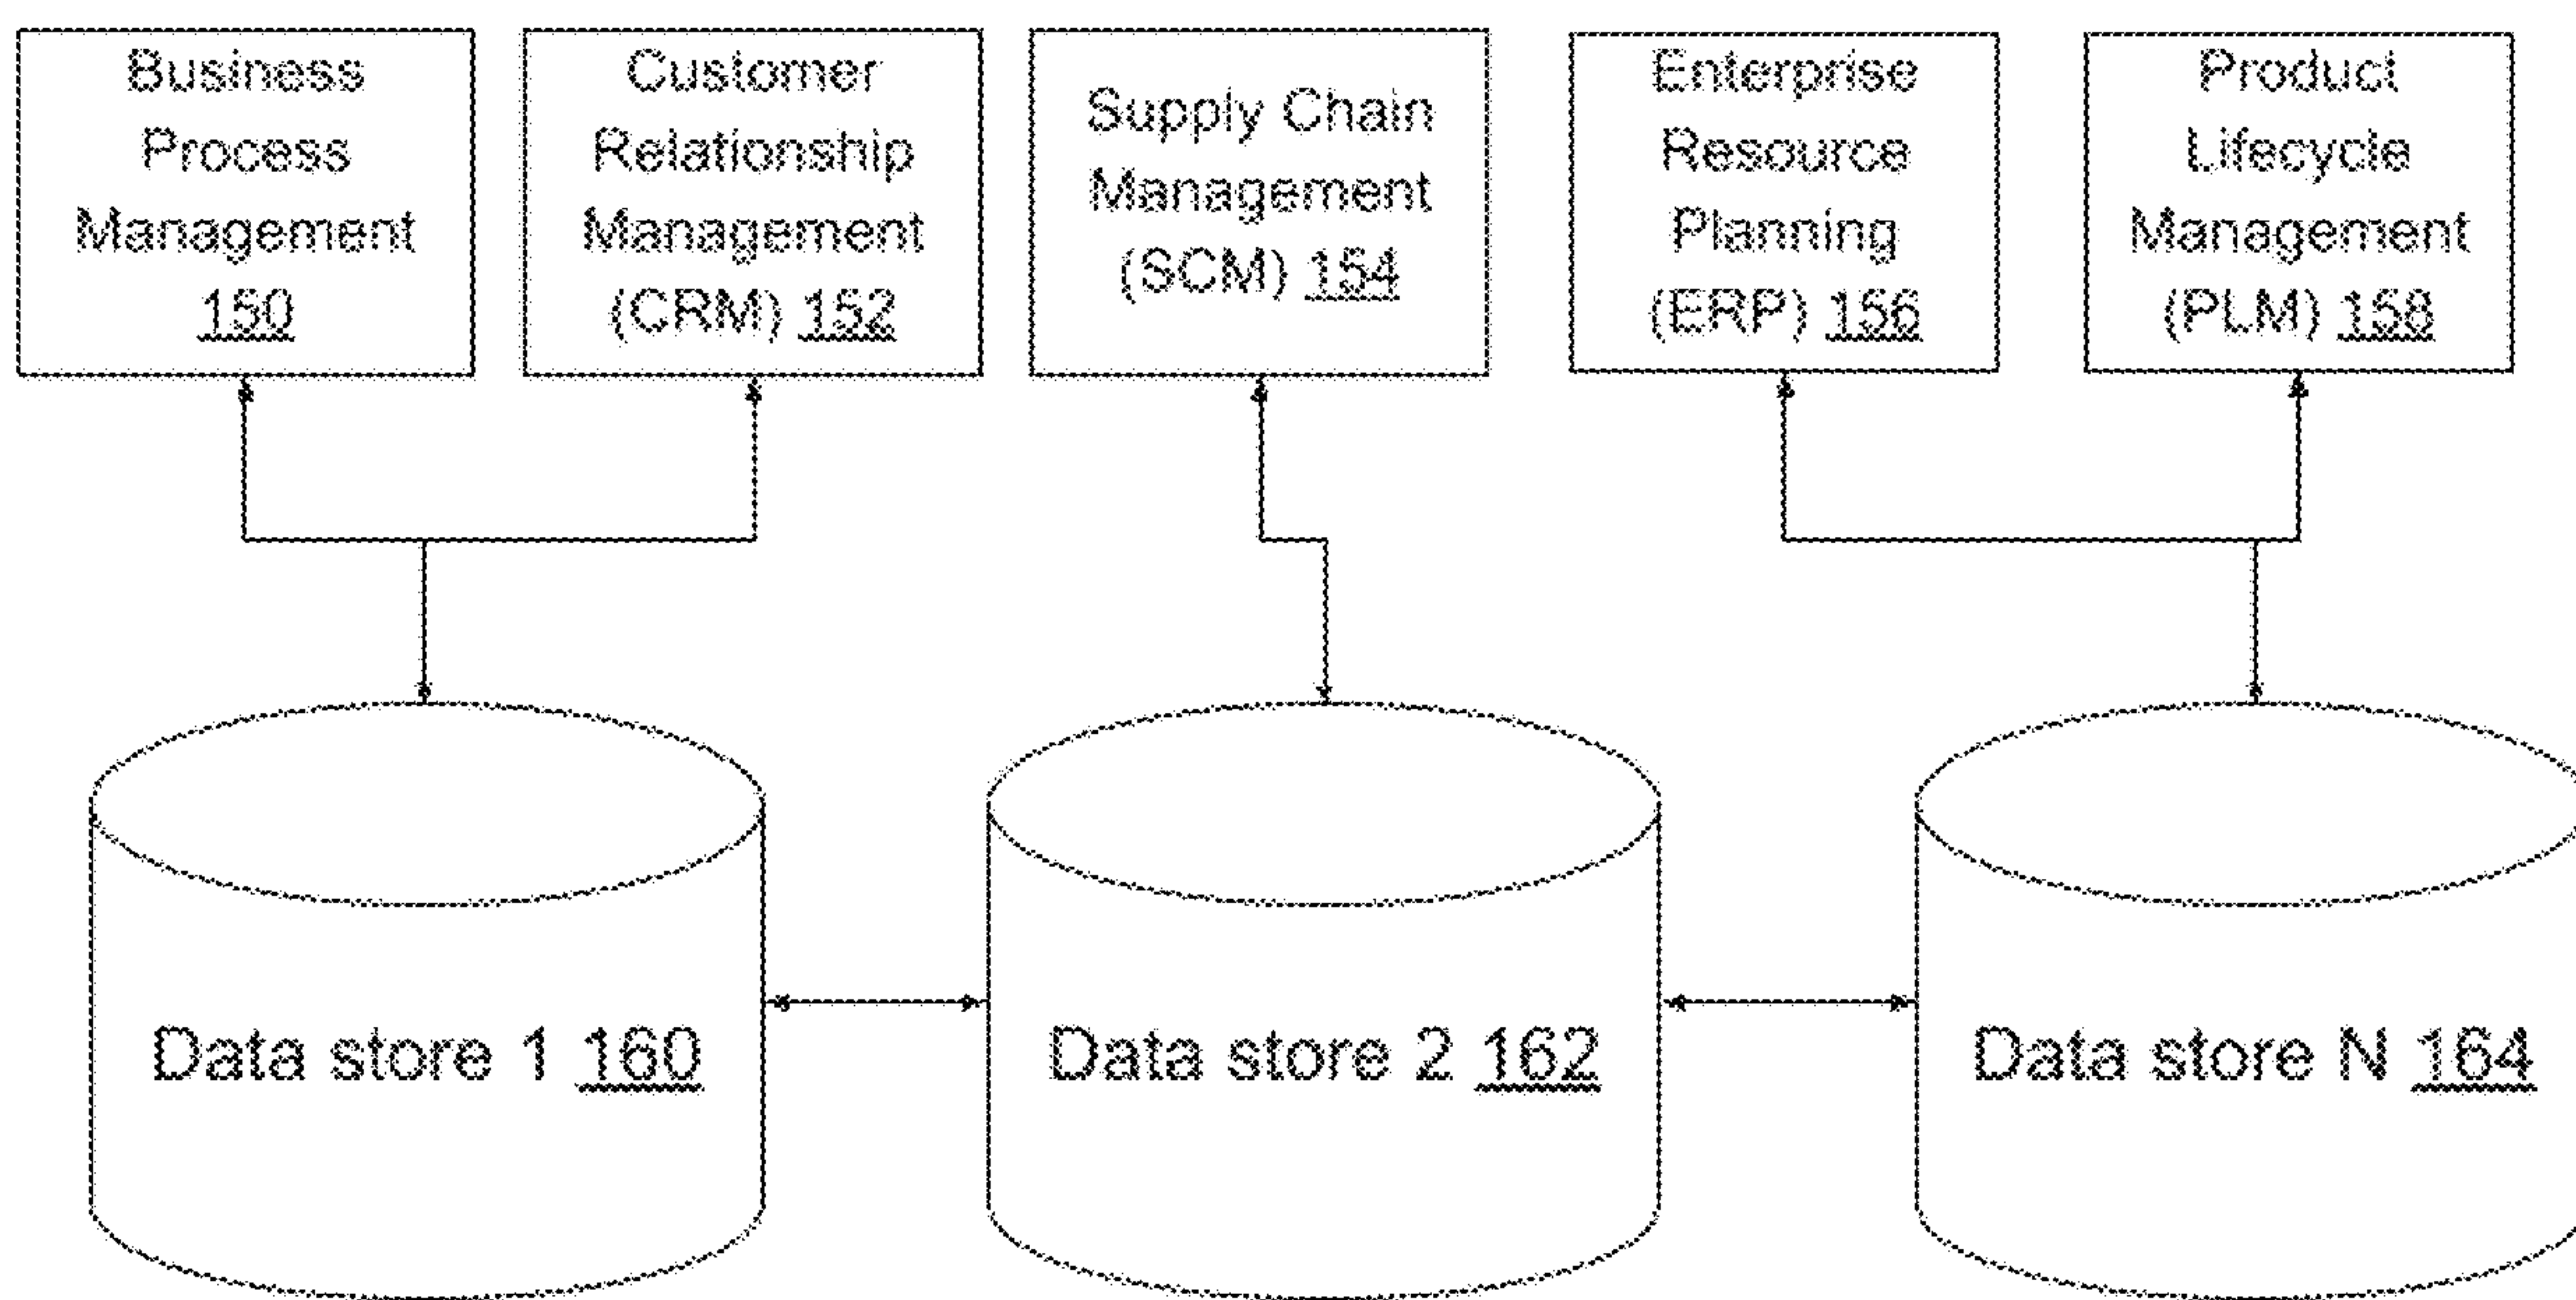 Business
Process
Management
150
Customer
Relationship
Management
(CRM) 152
Supply Chain
Management
(SCM) 154
Enterprise
Resource
Planning
(ERP) 156
Product
Lifecycle
Management
(PLM) 158
Data store 1 160
Data store 2 162
Data store N 164